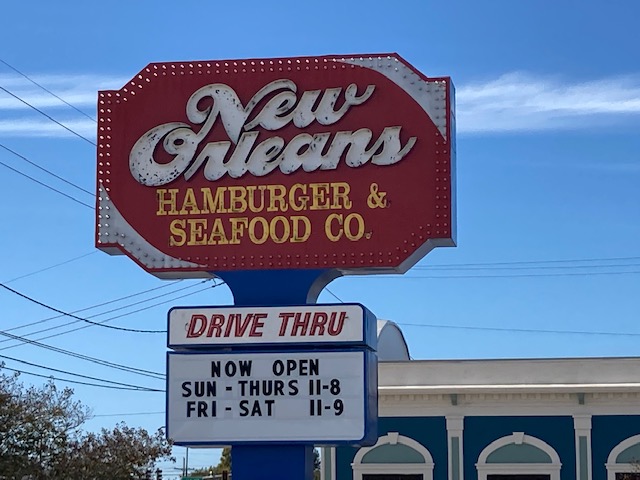 New
Orleans
HAMBURGER &
SEAFOOD CO.
DRIVE THRU
NOW OPEN
SUN - THURS 11-8
FRI - SAT 11-9